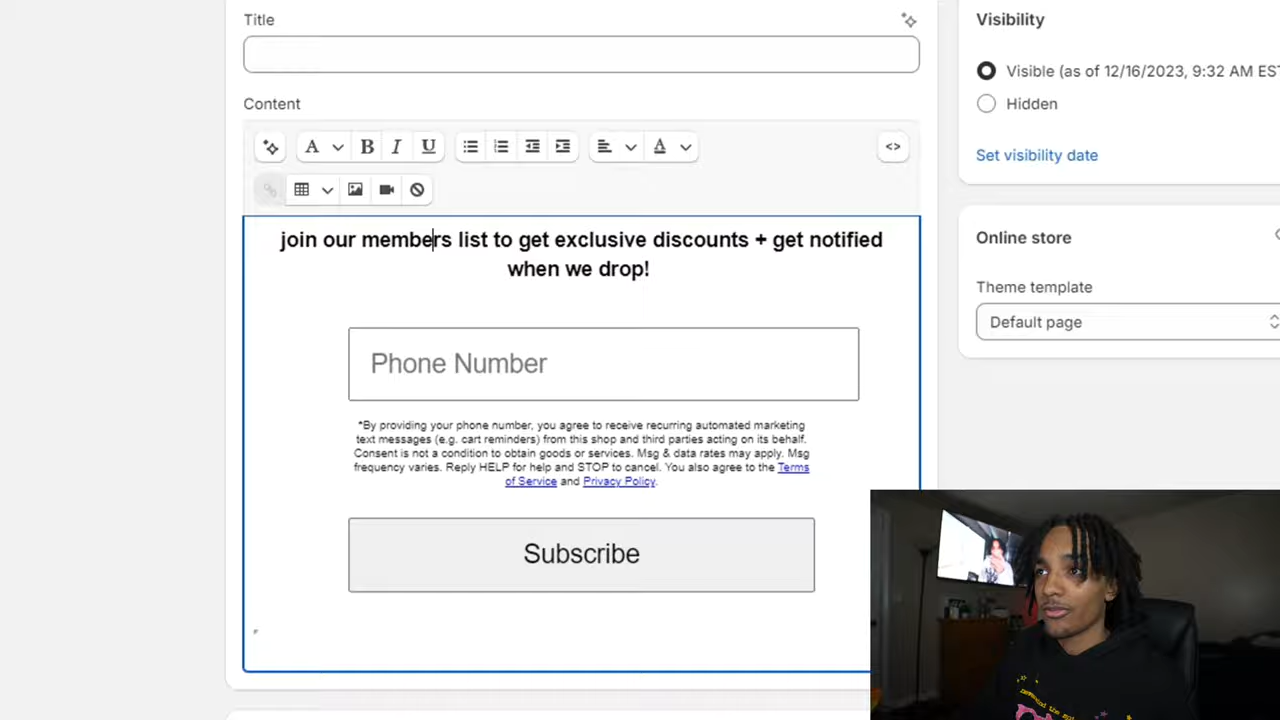 Title
Visibility
Visible (as of 12/16/2023, 9:32 AM EST
Hidden
Content
Set visibility date
join our members list to get exclusive discounts + get notified
when we drop!
Online store
Theme template
Default page
Phone Number
*By providing your phone number, you agree to receive recurring automated marketing
text messages (e.g. cart reminders) from this shop and third parties acting on its behalf.
Consent is not a condition to obtain goods or services. Msg & data rates may apply. Msg
frequency varies. Reply HELP for help and STOP to cancel. You also agree to the Terms
of Service and Privacy Policy.
Subscribe